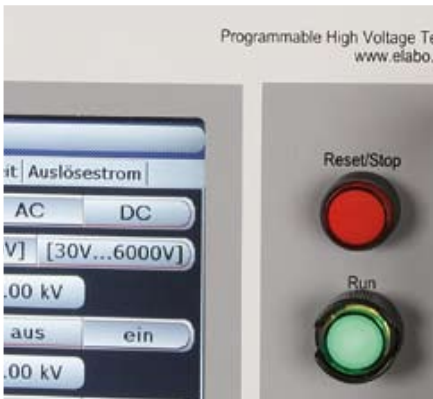 Programmable High Voltage Te
www.elabo.
Reset/Stop
it Auslösestrom
AC DC
V] [30V...6000V]
.00 kV
Run
aus ein
.00 kV